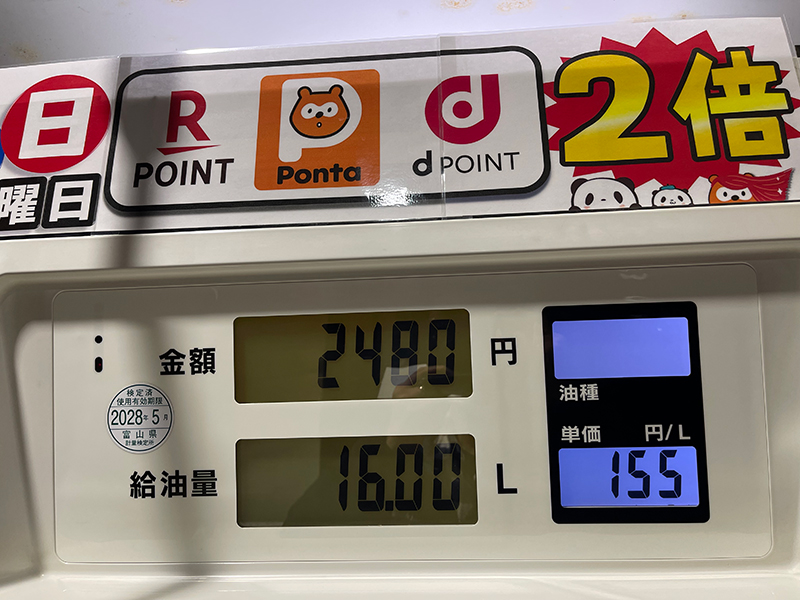 日
曜日
R
POINT
P
Ponta
d
d POINT
2倍
金額
2480
円
油種
検定済
使用有効期限
2028年5月
富山県
計量検定所
単価 円/L
155
給油量
16.00
L